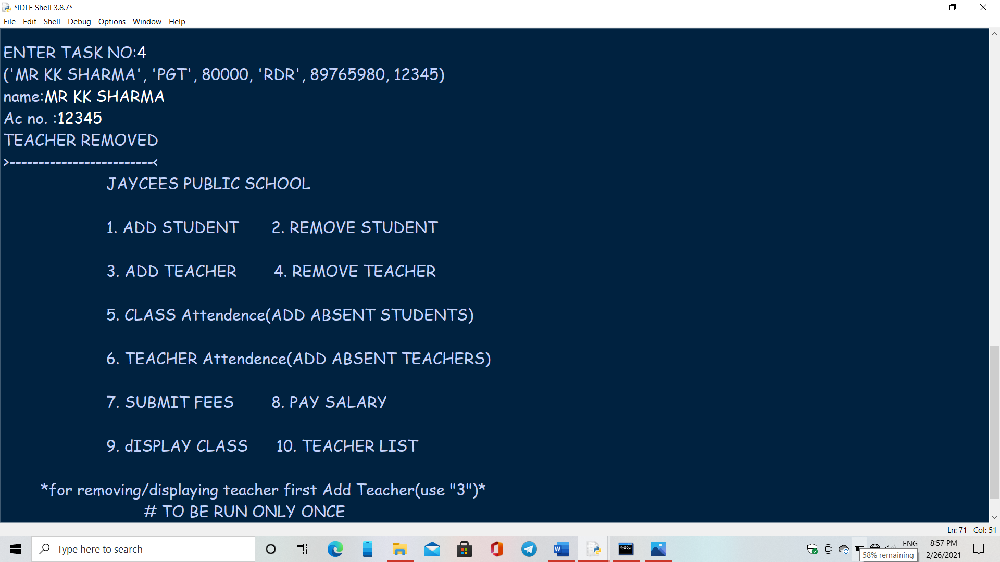 *IDLE Shell 3.8.7*
File Edit Shell Debug Options Window Help
ENTER TASK NO:4
('MR KK SHARMA', 'PGT', 80000, 'RDR', 89765980, 12345)
name:MR KK SHARMA
Ac no. :12345
TEACHER REMOVED
>-------------------------<
JAYCEES PUBLIC SCHOOL
1. ADD STUDENT 2. REMOVE STUDENT
3. ADD TEACHER 4. REMOVE TEACHER
5. CLASS Attendence(ADD ABSENT STUDENTS)
6. TEACHER Attendence(ADD ABSENT TEACHERS)
7. SUBMIT FEES 8. PAY SALARY
9. dISPLAY CLASS 10. TEACHER LIST
*for removing/displaying teacher first Add Teacher(use "3")*
# TO BE RUN ONLY ONCE
Ln: 71 Col: 51
Type here to search
W
MySQL
ENG
8:57 PM
2/26/2021
58% remaining